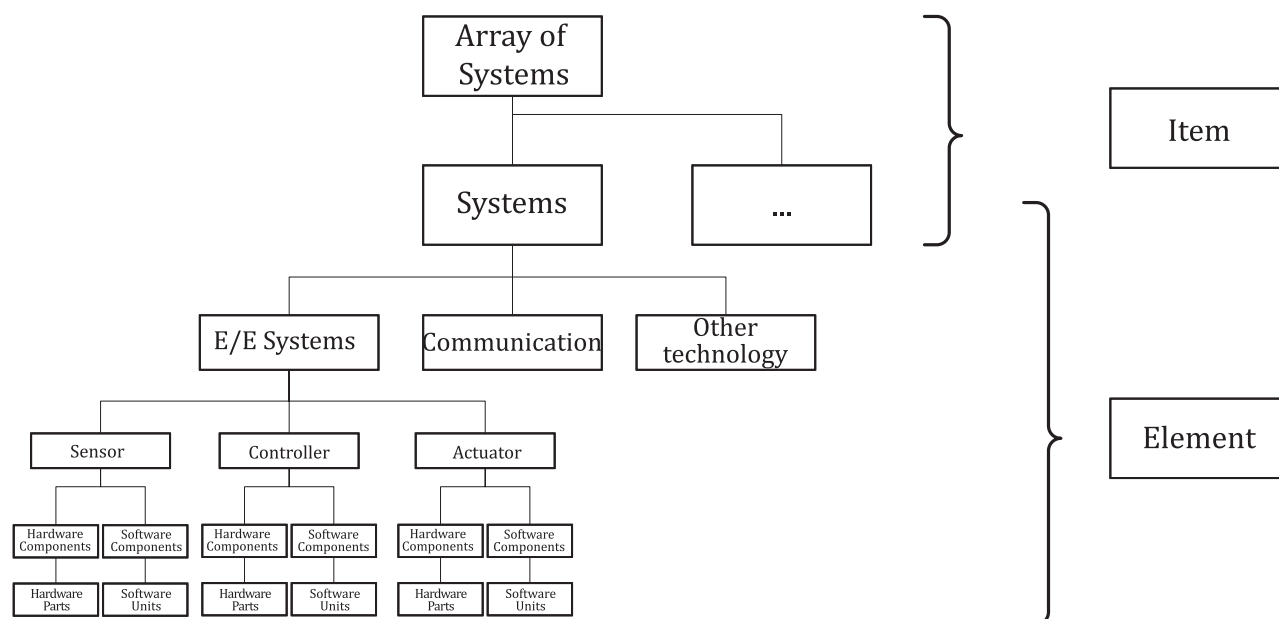 Array of
Systems
Item
Systems
...
E/E Systems
Communication
Other
technology
Element
Sensor
Controller
Actuator
Hardware
Components
Software
Components
Hardware
Components
Software
Components
Hardware
Components
Software
Components
Hardware
Parts
Software
Units
Hardware
Parts
Software
Units
Hardware
Parts
Software
Units